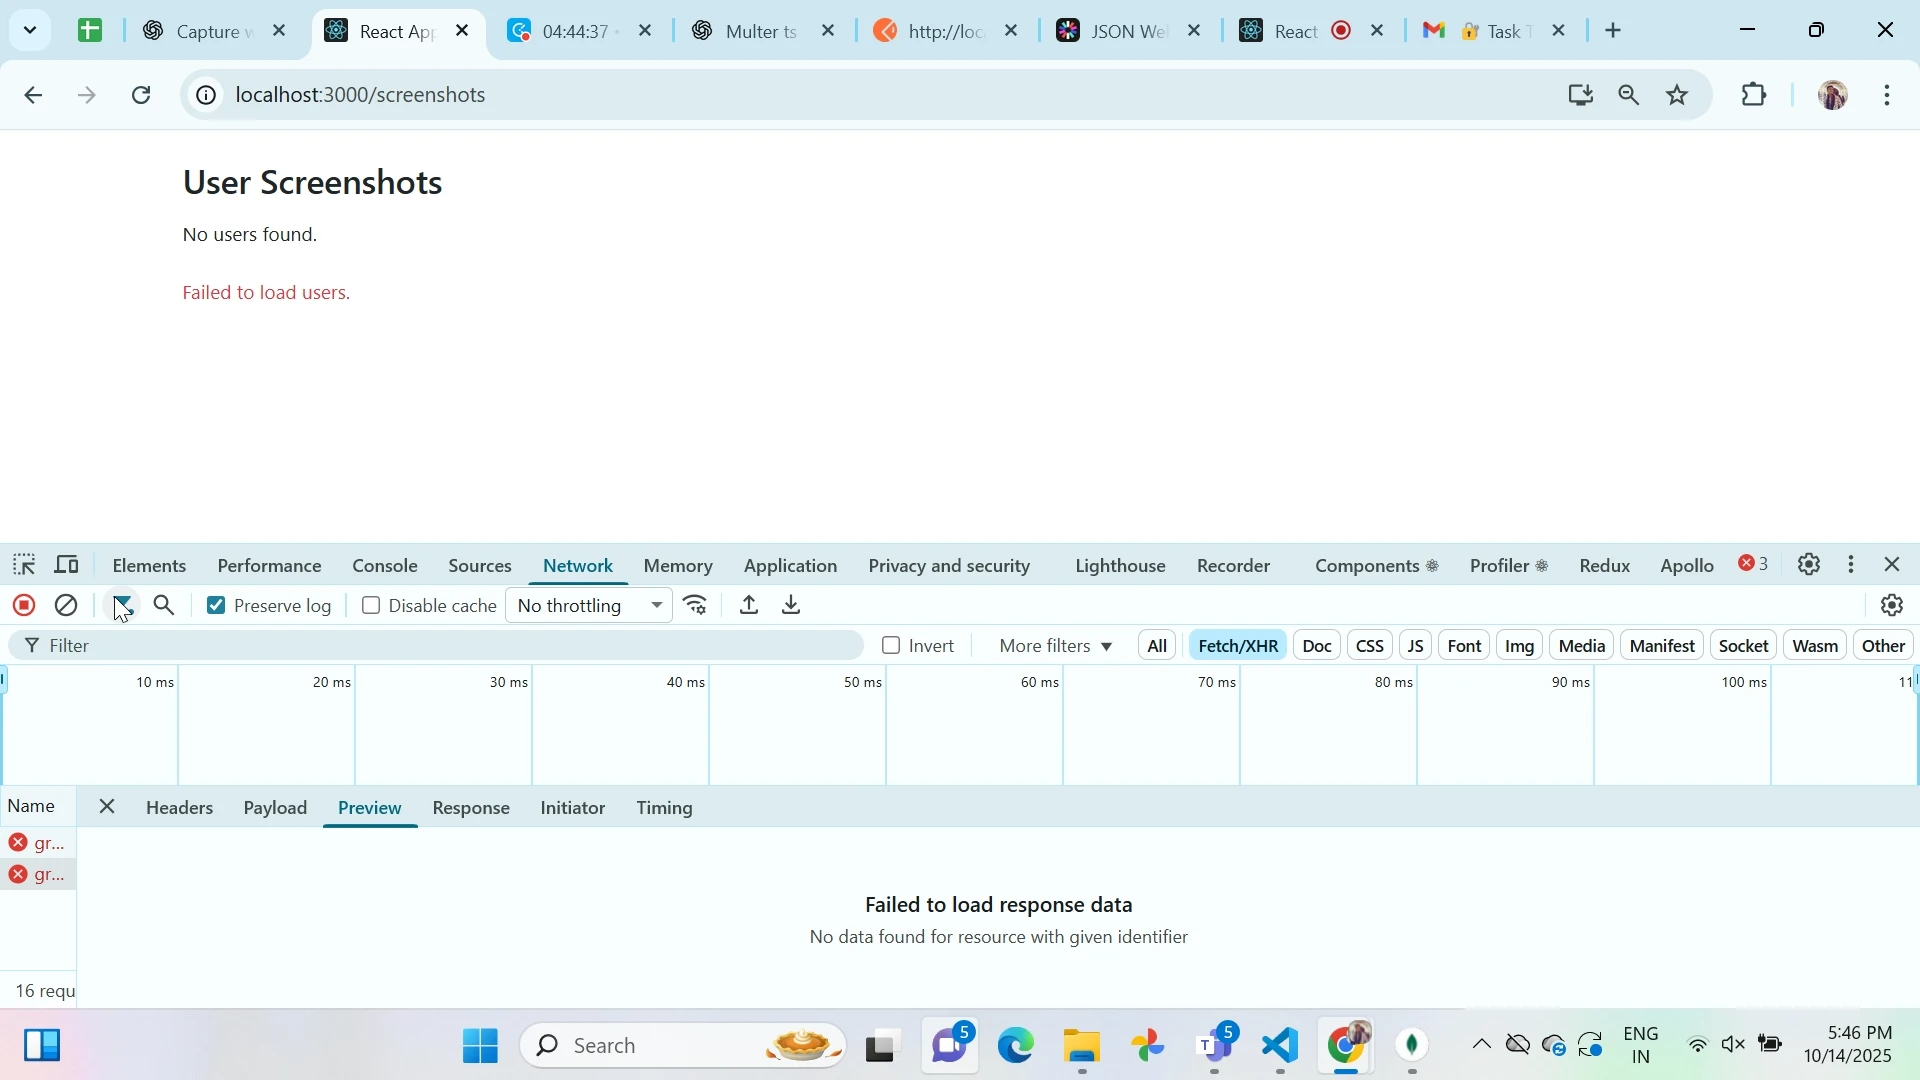 Capture w
React App
04:44:37
Multer ts
http://loc
JSON We
React
Task T
localhost:3000/screenshots
User Screenshots
No users found.
Failed to load users.
Elements Performance Console Sources Network Memory Application Privacy and security Lighthouse Recorder Components Profiler Redux Apollo 3
Preserve log Disable cache No throttling
Filter Invert More filters All Fetch/XHR Doc CSS JS Font Img Media Manifest Socket Wasm Other
10 ms 20 ms 30 ms 40 ms 50 ms 60 ms 70 ms 80 ms 90 ms 100 ms 11
Name Headers Payload Preview Response Initiator Timing
gr...
gr...
Failed to load response data
No data found for resource with given identifier
16 requ
Search 5 T 5
ENG
IN
5:46 PM
10/14/2025